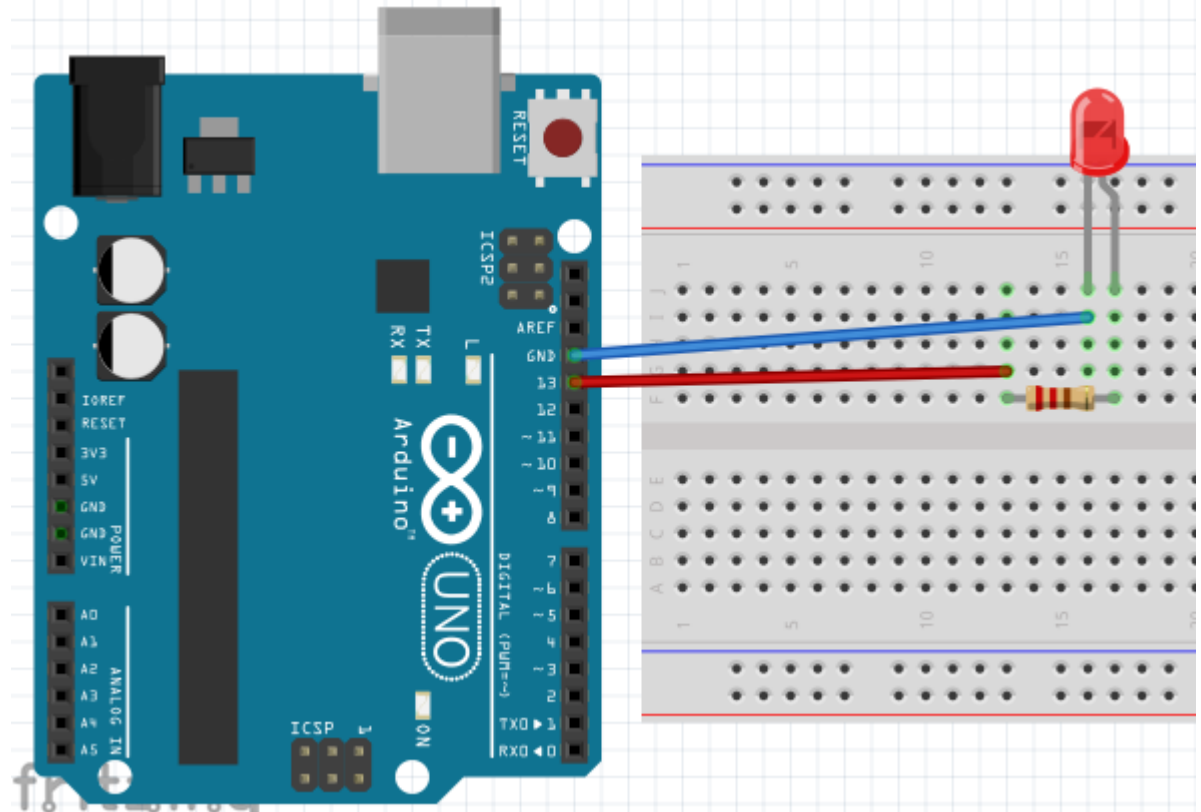 RESET
ICSP2
AREF
GND
13
12
~11
~10
~9
8
RX
TX
L
IOREF
RESET
3V3
5V
GND
GND
VIN
POWER
Arduino™
UNO
A0
A1
A2
A3
A4
A5
ANALOG IN
7
~6
~5
4
~3
2
TX0▶1
RX0◀0
DIGITAL (PWM=~)
ON
ICSP
1
1 5 10 15
J
I
G
F
E
D
C
B
A
1 5 10 15
fritzing